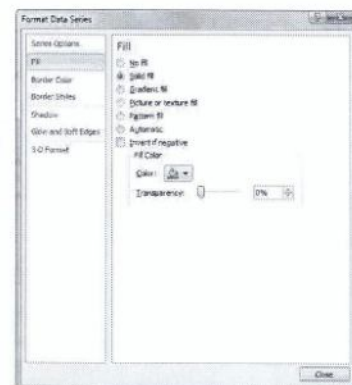 Format Data Series
Series Options
Fill
Border Color
Border Styles
Shadow
Glow and Soft Edges
3-D Format
Fill
No fill
Solid fill
Gradient fill
Picture or texture fill
Pattern fill
Automatic
Invert if negative
Fill Color
Color:
Transparency:
0%
Close